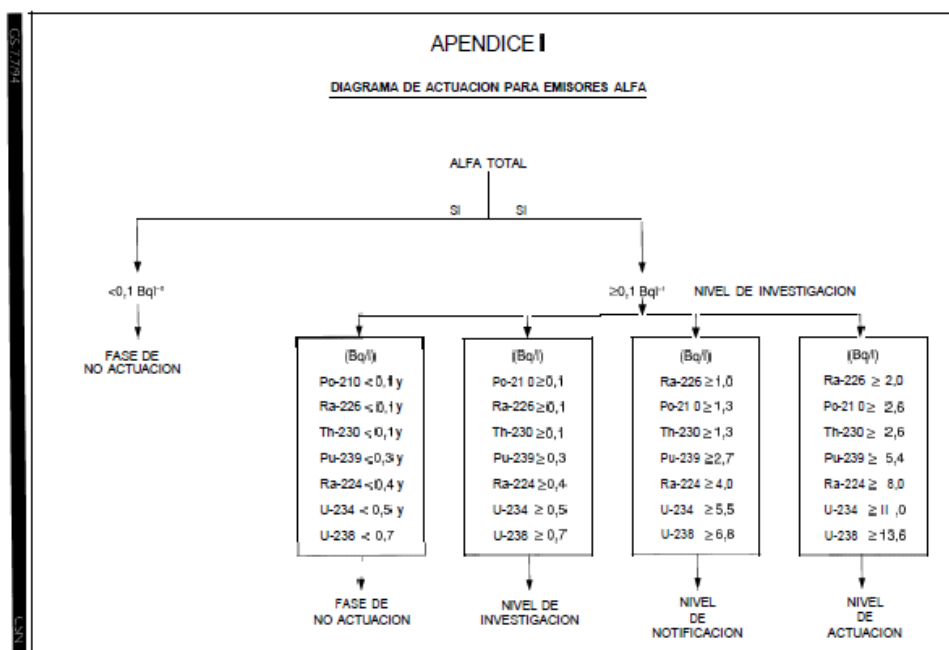 GS 7.7/94
APENDICE I
DIAGRAMA DE ACTUACION PARA EMISORES ALFA
ALFA TOTAL
SI SI
<0,1 Bql⁻¹
≥0,1 Bql⁻¹ NIVEL DE INVESTIGACION
FASE DE
NO ACTUACION
(Bq/l)
Po-210 <0,1 y
Ra-226 <0,1 y
Th-230 <0,1 y
Pu-239 <0,3 y
Ra-224 <0,4 y
U-234 <0,5 y
U-238 < 0,7
FASE DE
NO ACTUACION
(Bq/l)
Po-210 ≥0,1
Ra-226 ≥0,1
Th-230 ≥0,1
Pu-239 ≥ 0,3
Ra-224 ≥0,4
U-234 ≥ 0,5
U-238 ≥ 0,7
NIVEL DE
INVESTIGACION
(Bq/l)
Ra-226 ≥1,0
Po-210 ≥1,3
Th-230 ≥1,3
Pu-239 ≥2,7
Ra-224 ≥ 4,0
U-234 ≥5,5
U-238 ≥6,8
NIVEL
DE
NOTIFICACION
(Bq/l)
Ra-226 ≥ 2,0
Po-210 ≥ 2,6
Th-230 ≥ 2,6
Pu-239 ≥ 5,4
Ra-224 ≥ 8,0
U-234 ≥ 11,0
U-238 ≥13,6
NIVEL
DE
ACTUACION
CSN